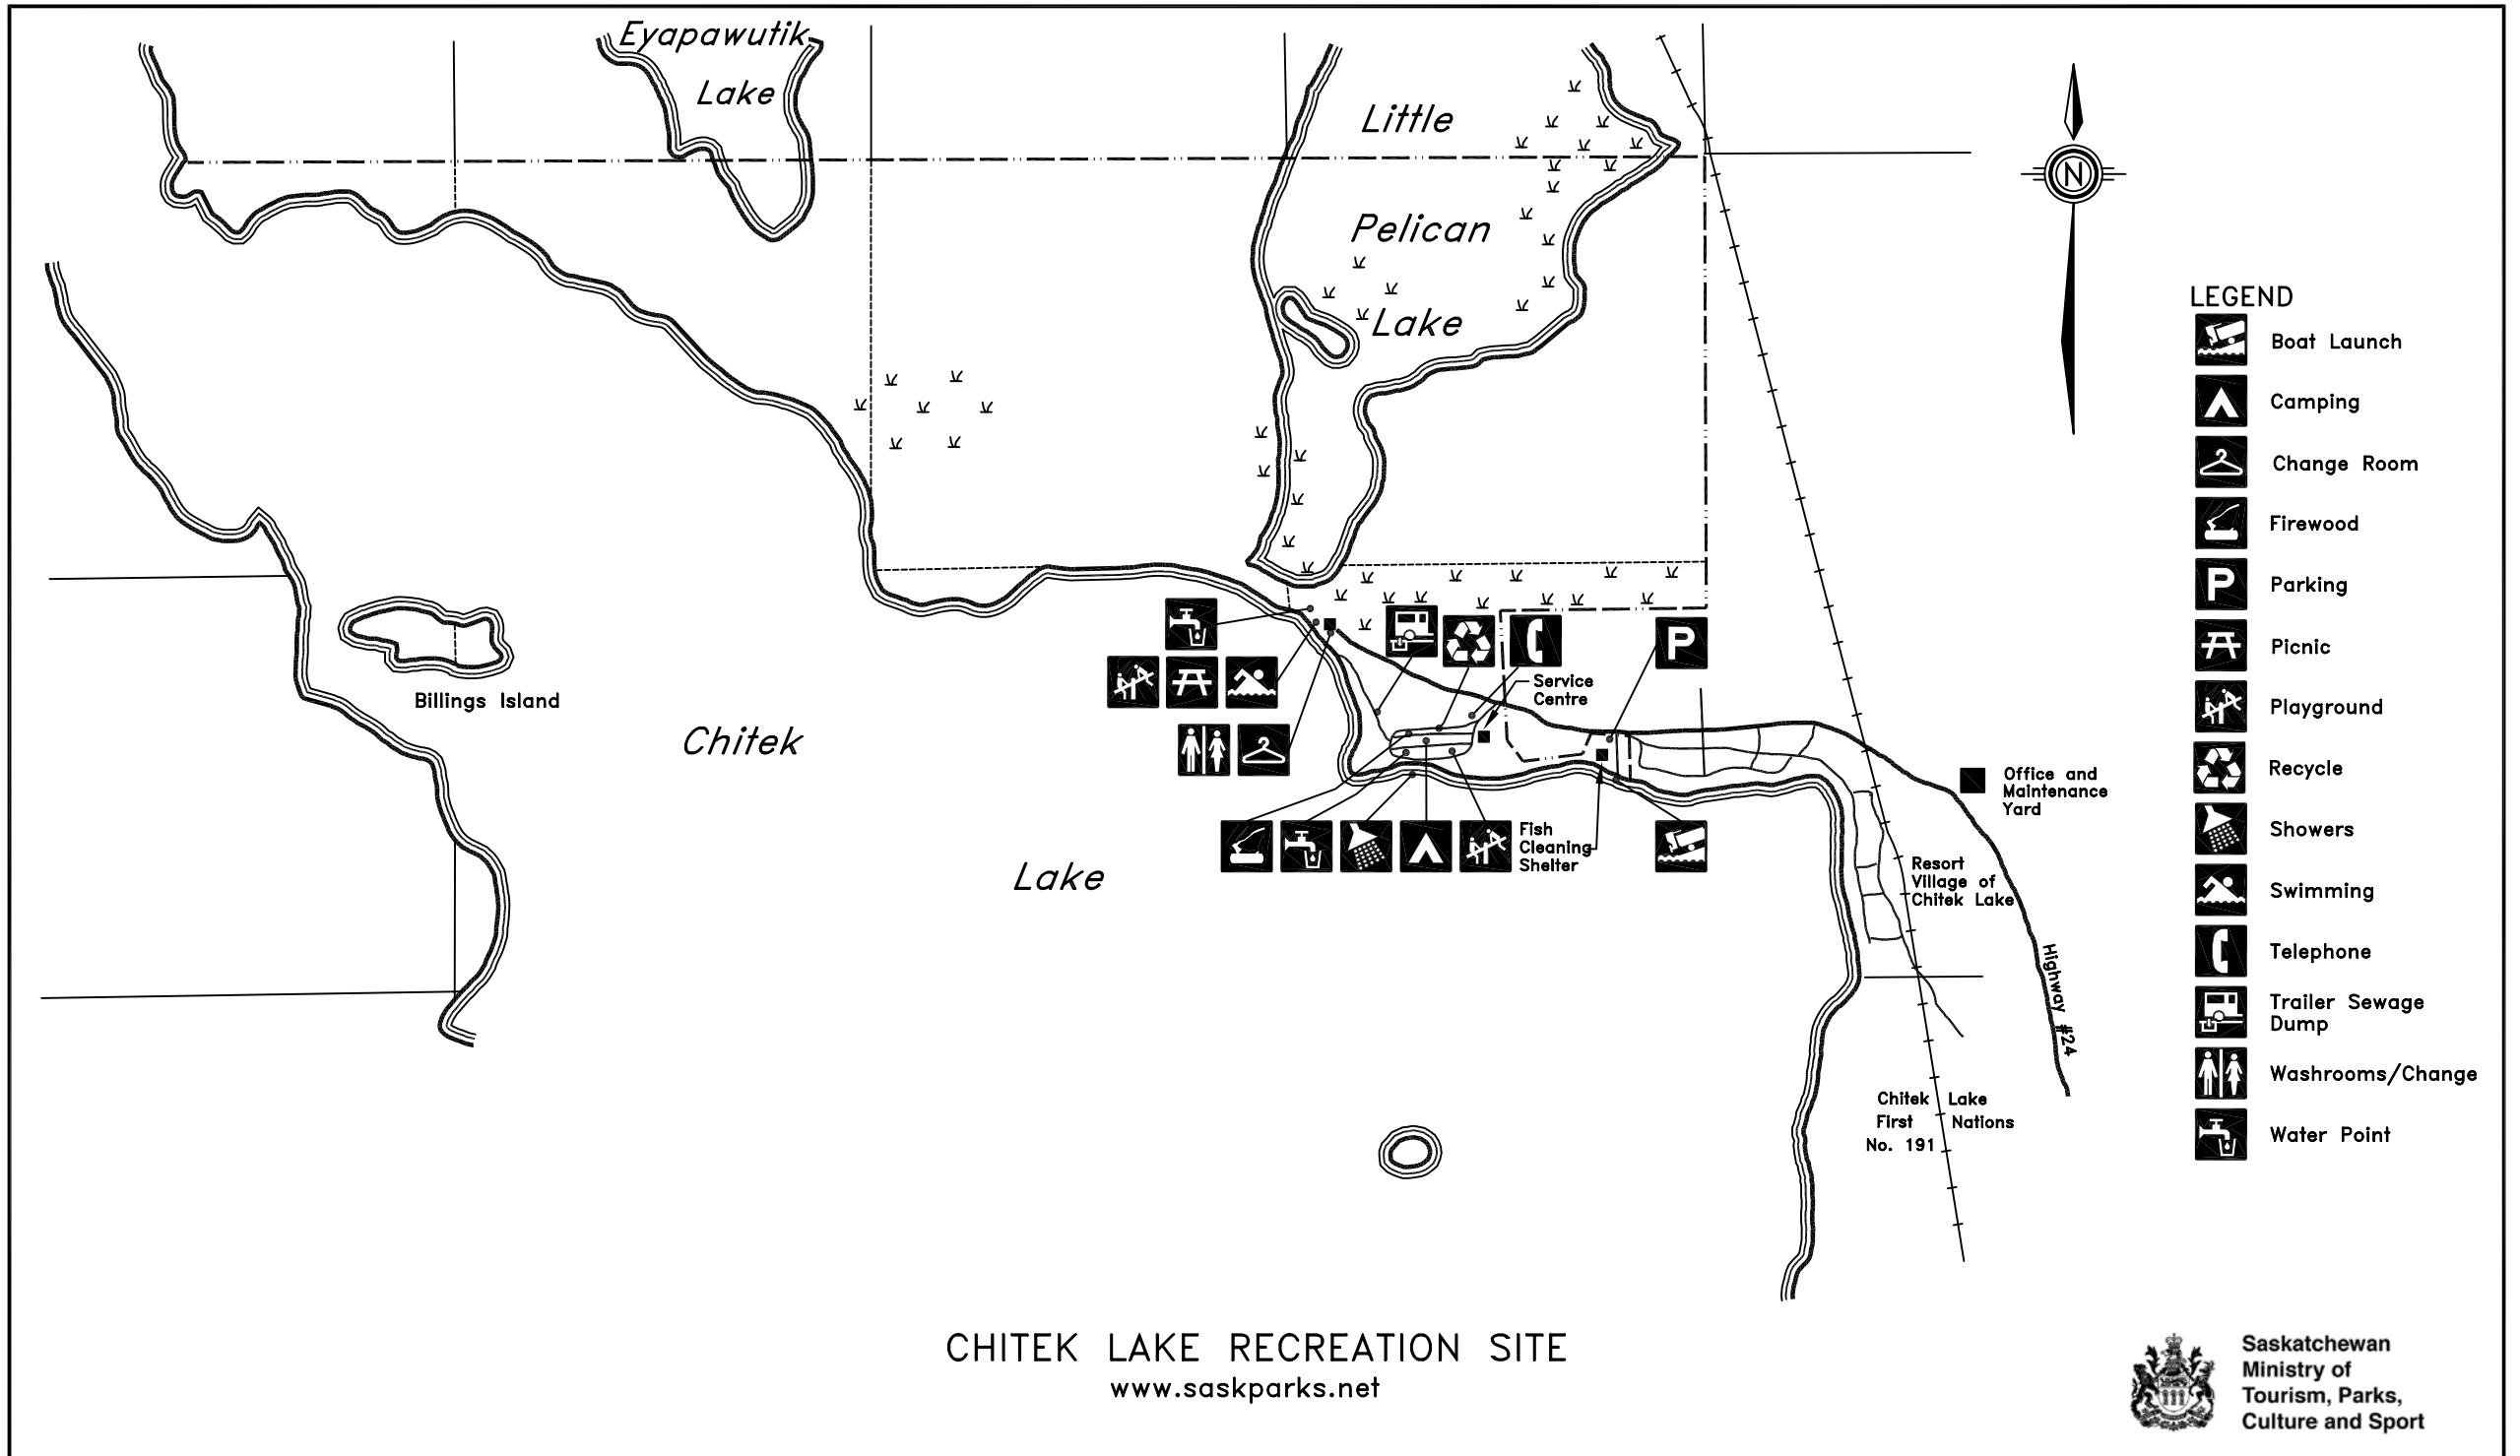 Eyapawutik
Lake
Little
Pelican
Lake
N
LEGEND
Boat Launch
Camping
Change Room
Firewood
P
Parking
Picnic
Playground
Recycle
Showers
Swimming
Telephone
Trailer Sewage
Dump
Washrooms/Change
Water Point
P
Service
Centre
Billings Island
Chitek
Lake
Fish
Cleaning
Shelter
Office and
Maintenance
Yard
Resort
Village of
Chitek Lake
Highway #24
Chitek Lake
First Nations
No. 191
CHITEK LAKE RECREATION SITE
www.saskparks.net
Saskatchewan
Ministry of
Tourism, Parks,
Culture and Sport